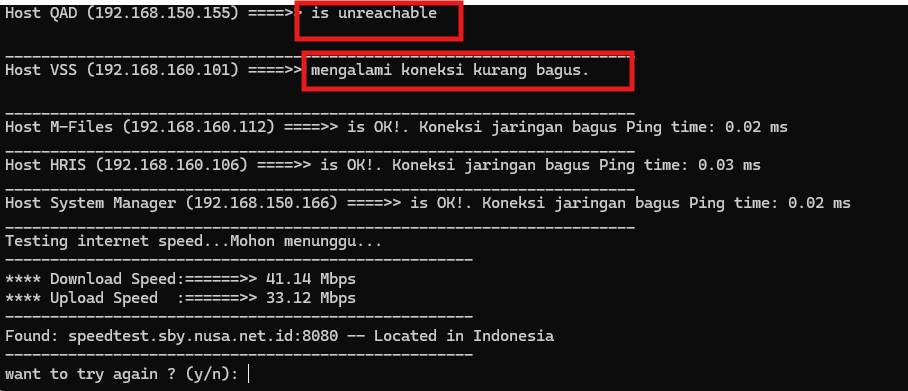 Host QAD (192.168.150.155) ====>> is unreachable
_______________________________________________________________________
Host VSS (192.168.160.101) ====>> mengalami koneksi kurang bagus.
_______________________________________________________________________
Host M-Files (192.168.160.112) ====>> is OK!. Koneksi jaringan bagus Ping time: 0.02 ms
_______________________________________________________________________
Host HRIS (192.168.160.106) ====>> is OK!. Koneksi jaringan bagus Ping time: 0.03 ms
_______________________________________________________________________
Host System Manager (192.168.150.166) ====>> is OK!. Koneksi jaringan bagus Ping time: 0.02 ms
_______________________________________________________________________
Testing internet speed...Mohon menunggu...
----------------------------------------------------
**** Download Speed:======>> 41.14 Mbps
**** Upload Speed  :======>> 33.12 Mbps
----------------------------------------------------
Found: speedtest.sby.nusa.net.id:8080 -- Located in Indonesia
----------------------------------------------------
want to try again ? (y/n):